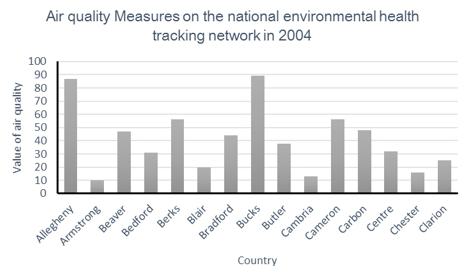 Air quality Measures on the national environmental health
tracking network in 2004
Value of air quality
100
90
80
70
60
50
40
30
20
10
0
Allegheny
Armstrong
Beaver
Bedford
Berks
Blair
Bradford
Bucks
Butler
Cambria
Cameron
Carbon
Centre
Chester
Clarion
Country